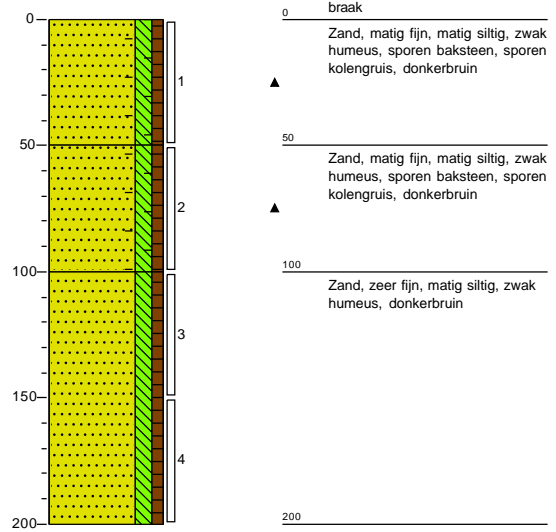 0
50
100
150
200
1
2
3
4
braak
0
Zand, matig fijn, matig siltig, zwak
humeus, sporen baksteen, sporen
kolengruis, donkerbruin
50
Zand, matig fijn, matig siltig, zwak
humeus, sporen baksteen, sporen
kolengruis, donkerbruin
100
Zand, zeer fijn, matig siltig, zwak
humeus, donkerbruin
200